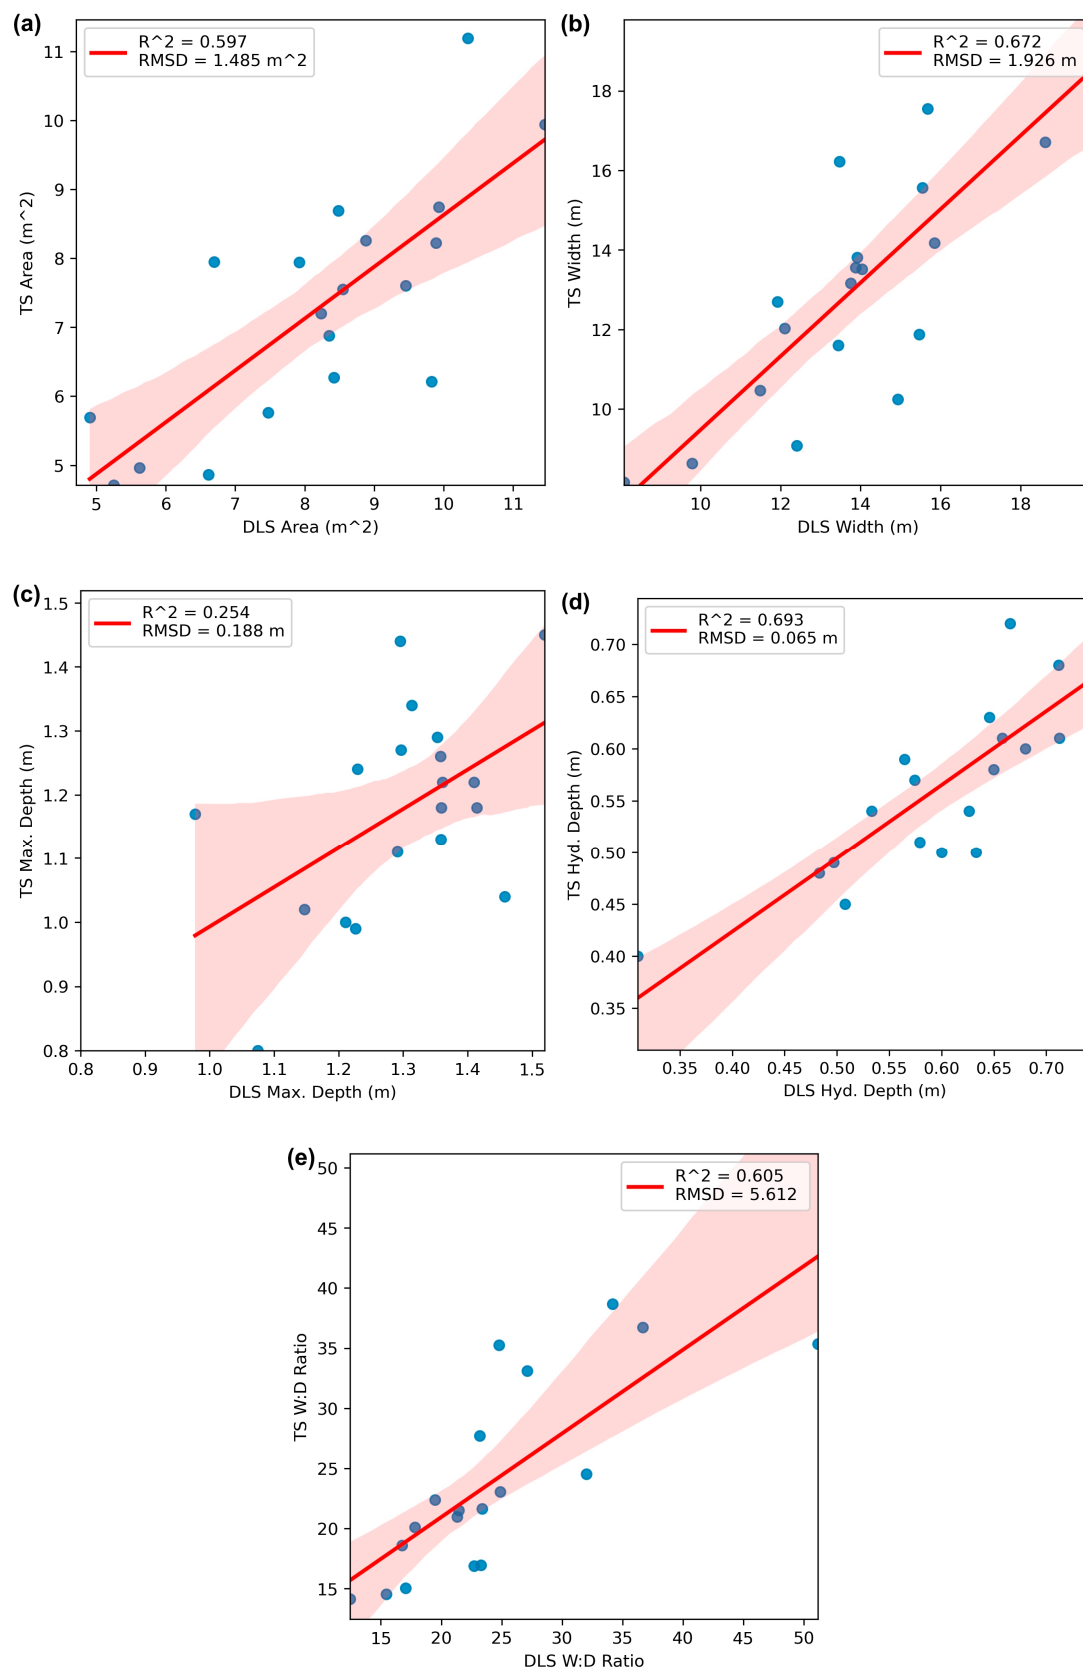 (a)
R^2 = 0.597
RMSD = 1.485 m^2
11
10
9
8
7
6
5
TS Area (m^2)
5 6 7 8 9 10 11
DLS Area (m^2)
(b)
R^2 = 0.672
RMSD = 1.926 m
18
16
14
12
10
TS Width (m)
10 12 14 16 18
DLS Width (m)
(c)
R^2 = 0.254
RMSD = 0.188 m
1.5
1.4
1.3
1.2
1.1
1.0
0.9
0.8
TS Max. Depth (m)
0.8 0.9 1.0 1.1 1.2 1.3 1.4 1.5
DLS Max. Depth (m)
(d)
R^2 = 0.693
RMSD = 0.065 m
0.70
0.65
0.60
0.55
0.50
0.45
0.40
0.35
TS Hyd. Depth (m)
0.35 0.40 0.45 0.50 0.55 0.60 0.65 0.70
DLS Hyd. Depth (m)
(e)
R^2 = 0.605
RMSD = 5.612
50
45
40
35
30
25
20
15
TS W:D Ratio
15 20 25 30 35 40 45 50
DLS W:D Ratio